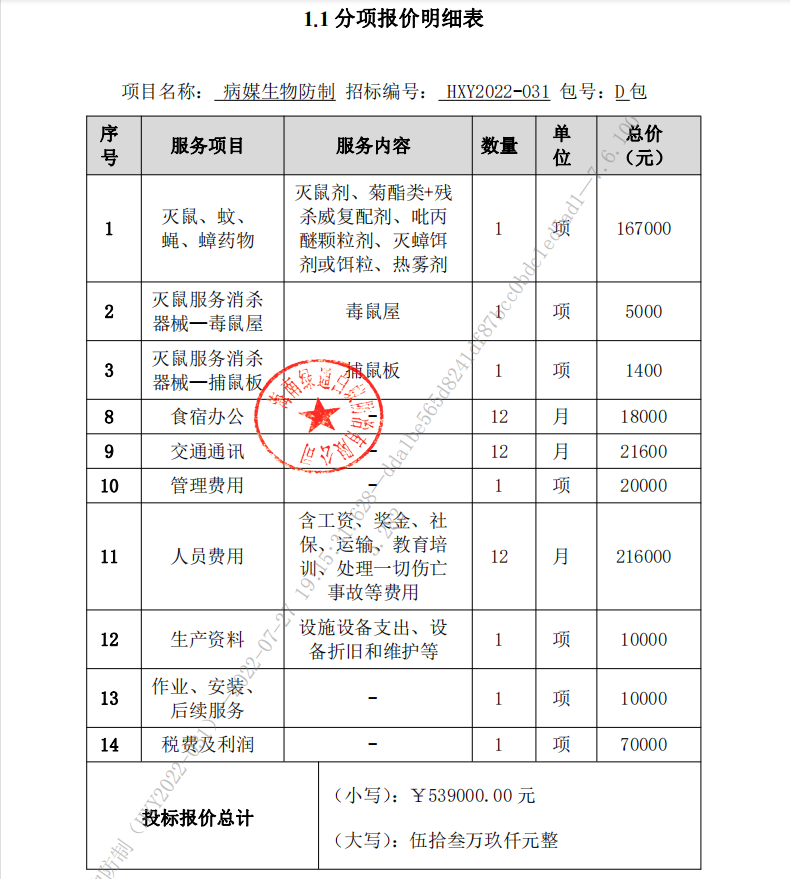 1.1 分项报价明细表
项目名称： 病媒生物防制 招标编号： HXY2022-031 包号：D 包
序号 服务项目 服务内容 数量 单位 总价（元）
1 灭鼠、蚊、蝇、蟑药物 灭鼠剂、菊酯类+残杀威复配剂、吡丙醚颗粒剂、灭蟑饵剂或饵粒、热雾剂 1 项 167000
2 灭鼠服务消杀器械—毒鼠屋 毒鼠屋 1 项 5000
3 灭鼠服务消杀器械—捕鼠板 捕鼠板 1 项 1400
8 食宿办公 - 12 月 18000
9 交通通讯 - 12 月 21600
10 管理费用 - 1 项 20000
11 人员费用 含工资、奖金、社保、运输、教育培训、处理一切伤亡事故等费用 12 月 216000
12 生产资料 设施设备支出、设备折旧和维护等 1 项 10000
13 作业、安装、后续服务 - 1 项 10000
14 税费及利润 - 1 项 70000
投标报价总计
（小写）：￥539000.00 元
（大写）：伍拾叁万玖仟元整